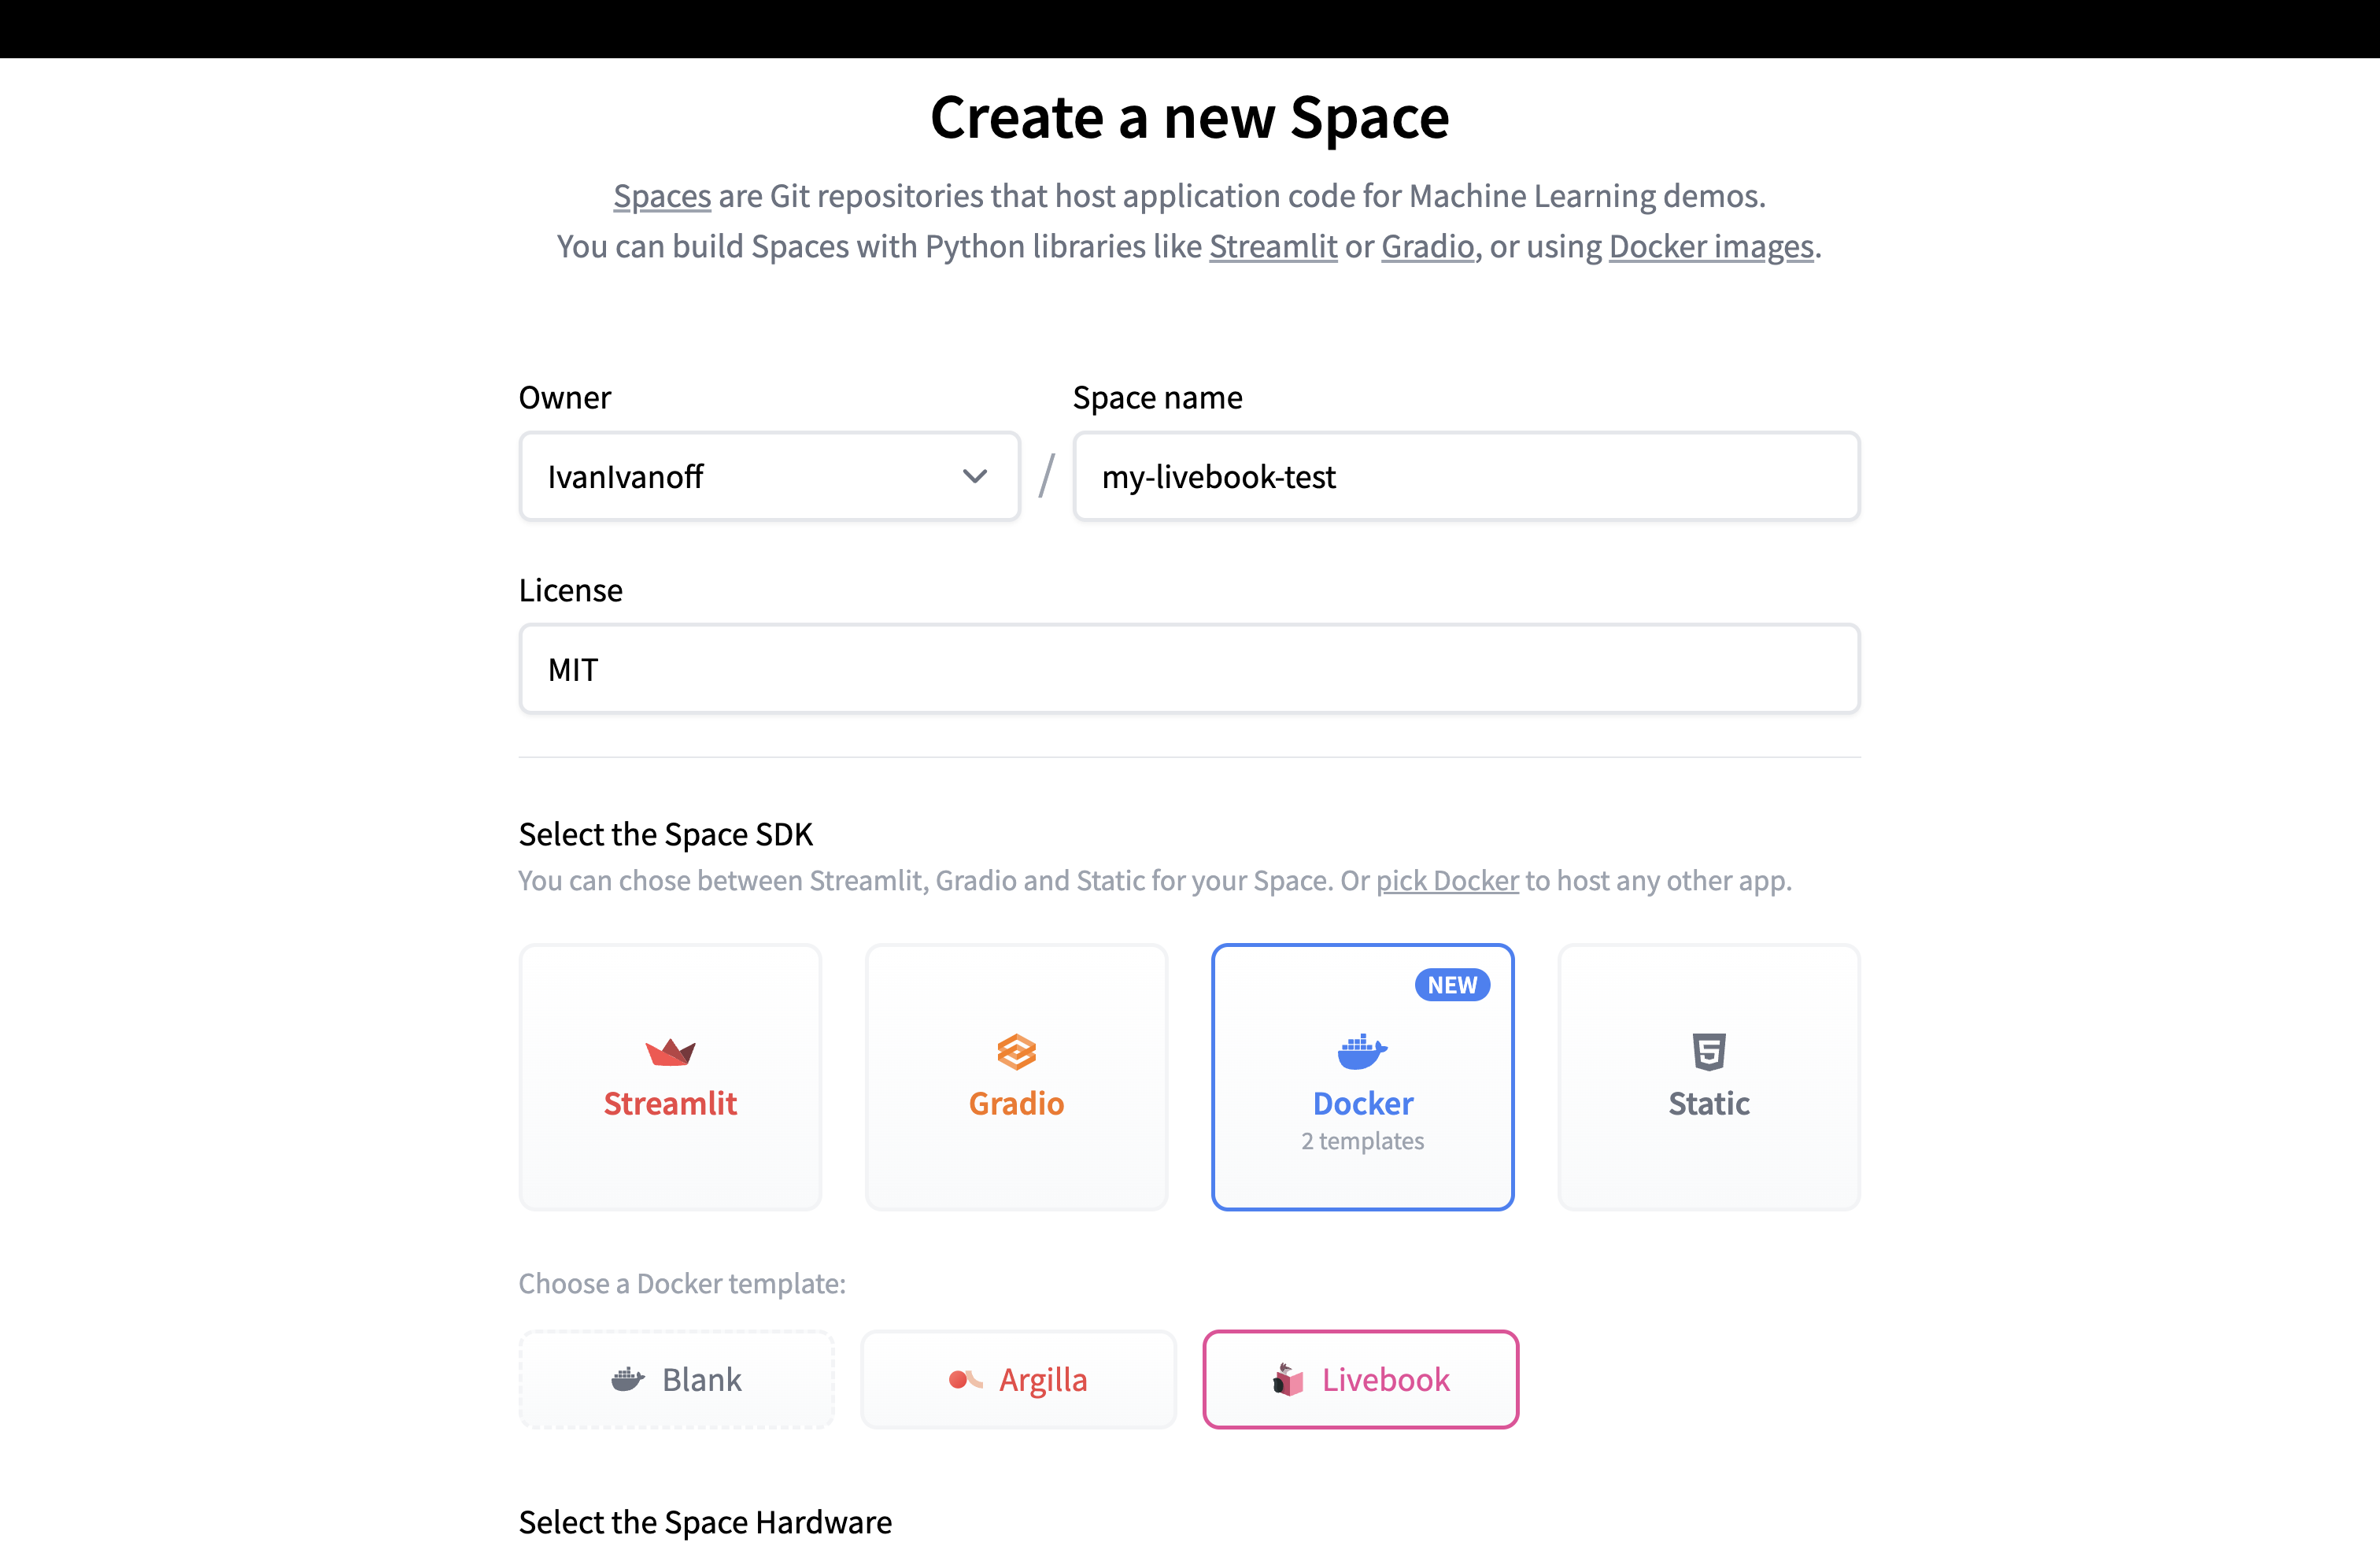 Create a new Space
Spaces are Git repositories that host application code for Machine Learning demos.
You can build Spaces with Python libraries like Streamlit or Gradio, or using Docker images.
Owner
Space name
IvanIvanoff / my-livebook-test
License
MIT
Select the Space SDK
You can chose between Streamlit, Gradio and Static for your Space. Or pick Docker to host any other app.
NEW
Streamlit
Gradio
Docker
2 templates
Static
Choose a Docker template:
Blank
Argilla
Livebook
Select the Space Hardware